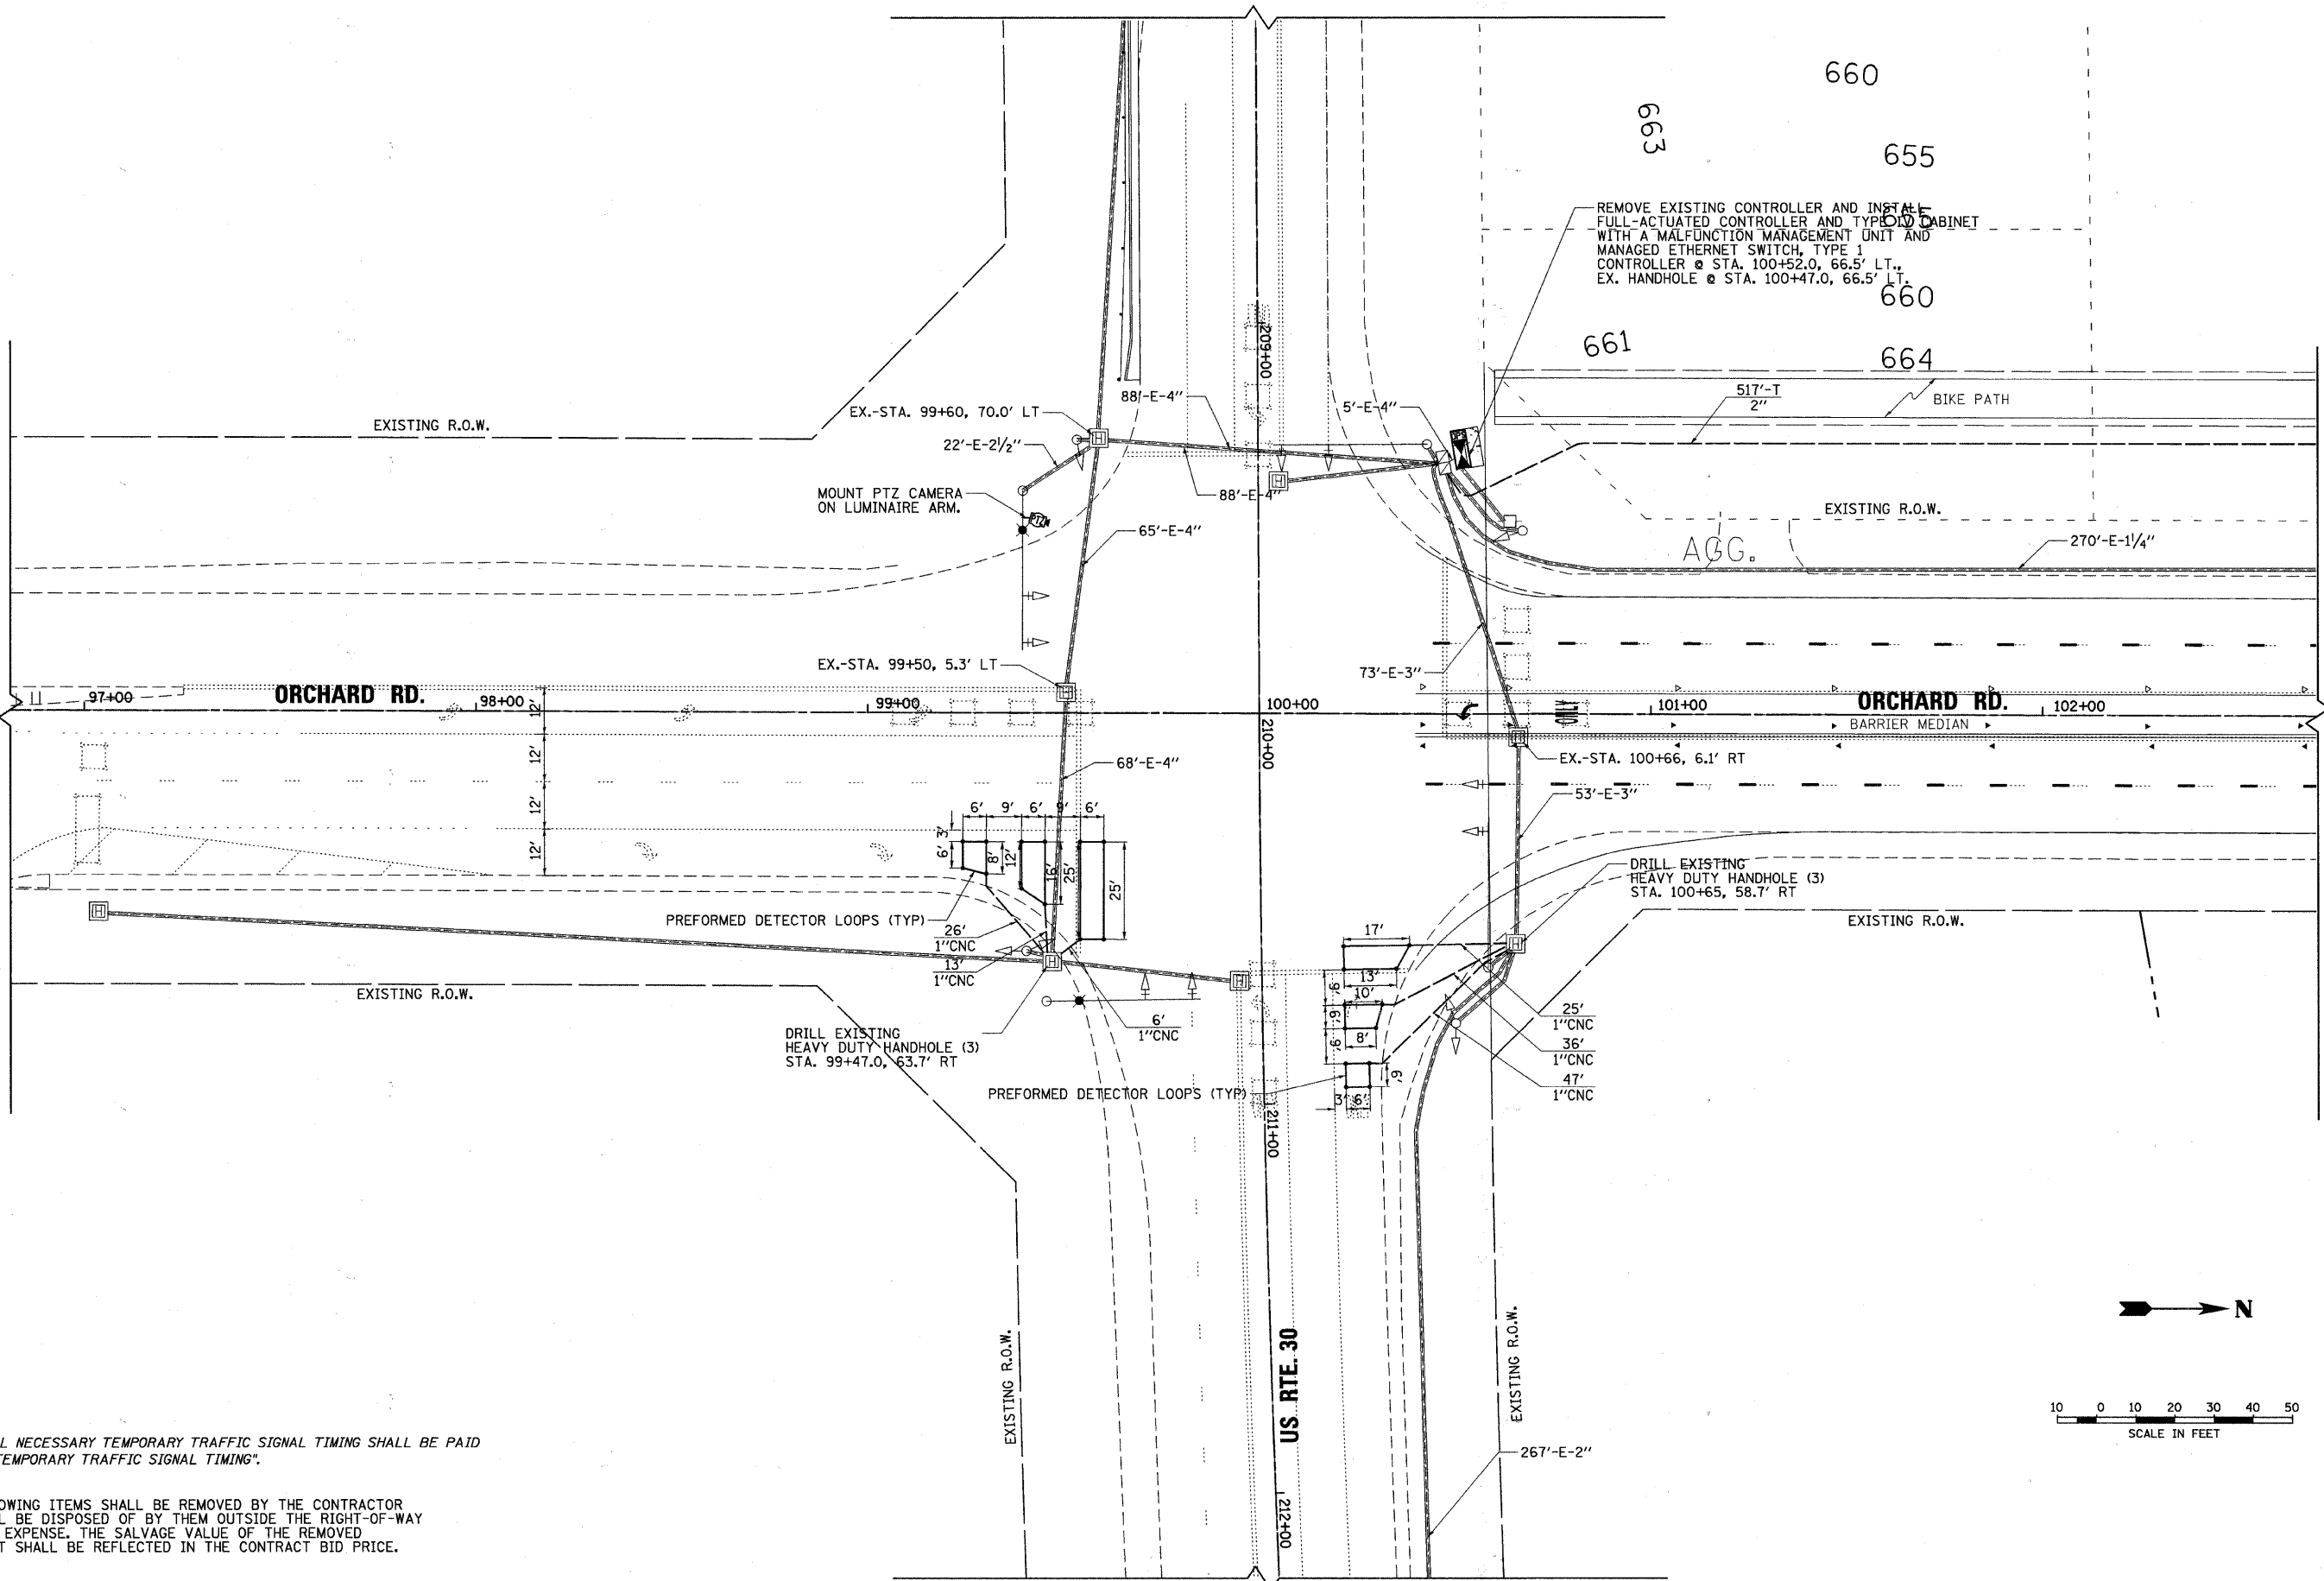 660
663
655
REMOVE EXISTING CONTROLLER AND INSTALL
FULL-ACTUATED CONTROLLER AND TYPE IV CABINET
WITH A MALFUNCTION MANAGEMENT UNIT AND
MANAGED ETHERNET SWITCH, TYPE 1
CONTROLLER @ STA. 100+52.0, 66.5' LT.,
EX. HANDHOLE @ STA. 100+47.0, 66.5' LT.
665
660
661
664
209+00
517'-T
2"
BIKE PATH
88'-E-4"
5'-E-4"
EX.-STA. 99+60, 70.0' LT
EXISTING R.O.W.
22'-E-2½"
88'-E-4"
MOUNT PTZ CAMERA
ON LUMINAIRE ARM.
PTZ
65'-E-4"
EXISTING R.O.W.
AGG.
270'-E-1¼"
EX.-STA. 99+50, 5.3' LT
73'-E-3"
97+00
ORCHARD RD.
98+00
99+00
100+00
101+00
ORCHARD RD.
102+00
BARRIER MEDIAN
210+00
12'
12'
12'
12'
68'-E-4"
EX.-STA. 100+66, 6.1' RT
53'-E-3"
6'
9'
6'
9'
6'
3'
6'
8'
12'
16'
25'
25'
DRILL EXISTING
HEAVY DUTY HANDHOLE (3)
STA. 100+65, 58.7' RT
PREFORMED DETECTOR LOOPS (TYP)
EXISTING R.O.W.
26'
1"CNC
13'
1"CNC
17'
13'
9'
10'
6'
8'
9'
6'
3'
6'
EXISTING R.O.W.
6'
1"CNC
25'
1"CNC
36'
1"CNC
47'
1"CNC
DRILL EXISTING
HEAVY DUTY HANDHOLE (3)
STA. 99+47.0, 63.7' RT
PREFORMED DETECTOR LOOPS (TYP)
211+00
N
EXISTING R.O.W.
US RTE. 30
EXISTING R.O.W.
10 0 10 20 30 40 50
SCALE IN FEET
267'-E-2"
212+00
L NECESSARY TEMPORARY TRAFFIC SIGNAL TIMING SHALL BE PAID
TEMPORARY TRAFFIC SIGNAL TIMING".
OWING ITEMS SHALL BE REMOVED BY THE CONTRACTOR
L BE DISPOSED OF BY THEM OUTSIDE THE RIGHT-OF-WAY
EXPENSE. THE SALVAGE VALUE OF THE REMOVED
T SHALL BE REFLECTED IN THE CONTRACT BID PRICE.